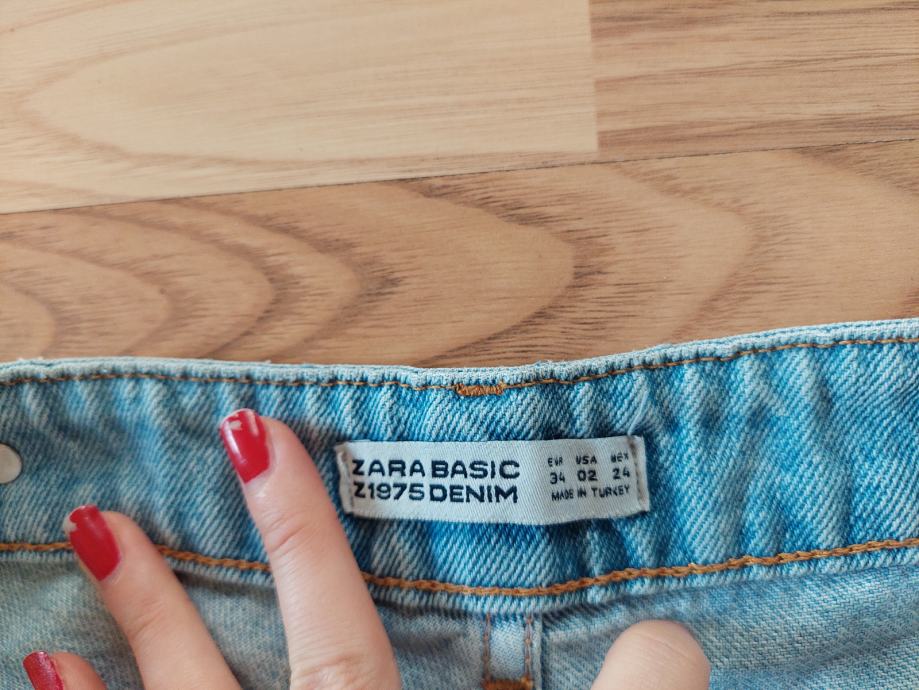 ZARA BASIC
Z1975 DENIM
EUR USA MEX
34 02 24
MADE IN TURKEY